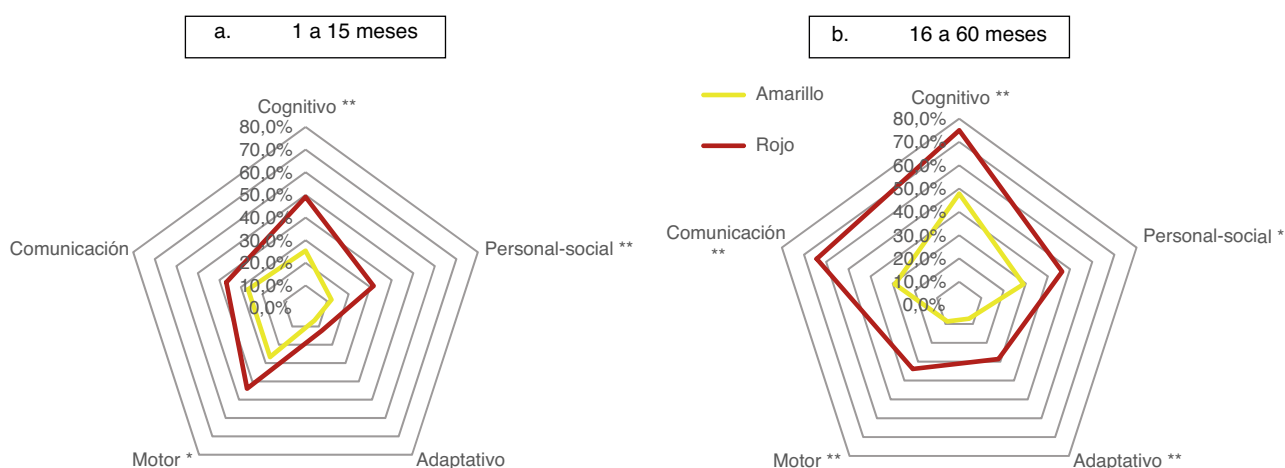 a. 1 a 15 meses
Cognitivo **
80,0%
70,0%
60,0%
50,0%
40,0%
30,0%
20,0%
10,0%
0,0%
Comunicación
Personal-social **
Motor *
Adaptativo
b. 16 a 60 meses
Amarillo
Rojo
Cognitivo **
80,0%
70,0%
60,0%
50,0%
40,0%
30,0%
20,0%
10,0%
0,0%
Comunicación
**
Personal-social *
Motor **
Adaptativo **